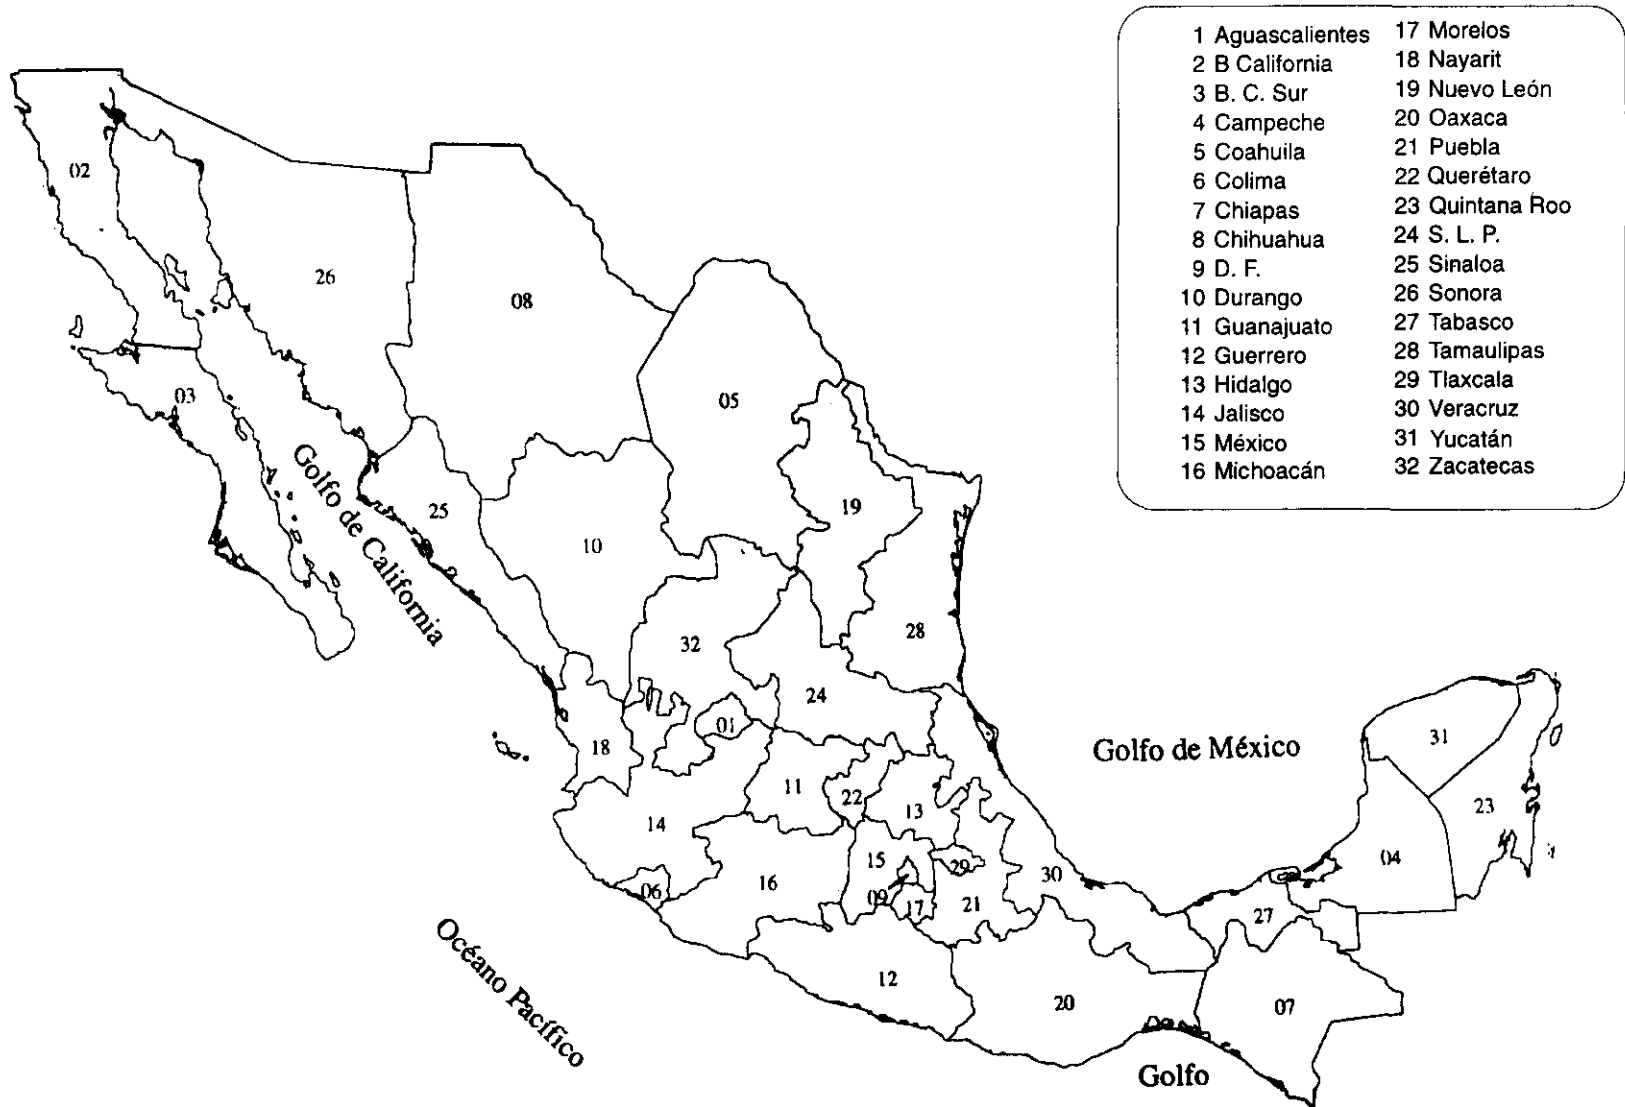 1 Aguascalientes
2 B California
3 B. C. Sur
4 Campeche
5 Coahuila
6 Colima
7 Chiapas
8 Chihuahua
9 D. F.
10 Durango
11 Guanajuato
12 Guerrero
13 Hidalgo
14 Jalisco
15 México
16 Michoacán
17 Morelos
18 Nayarit
19 Nuevo León
20 Oaxaca
21 Puebla
22 Querétaro
23 Quintana Roo
24 S. L. P.
25 Sinaloa
26 Sonora
27 Tabasco
28 Tamaulipas
29 Tlaxcala
30 Veracruz
31 Yucatán
32 Zacatecas
02
26
08
03
05
Golfo de California
25
19
10
28
32
24
01
18
Golfo de México
31
11
22
13
23
14
15
29
04
16
06
09
17
21
30
27
Océano Pacífico
12
20
07
Golfo